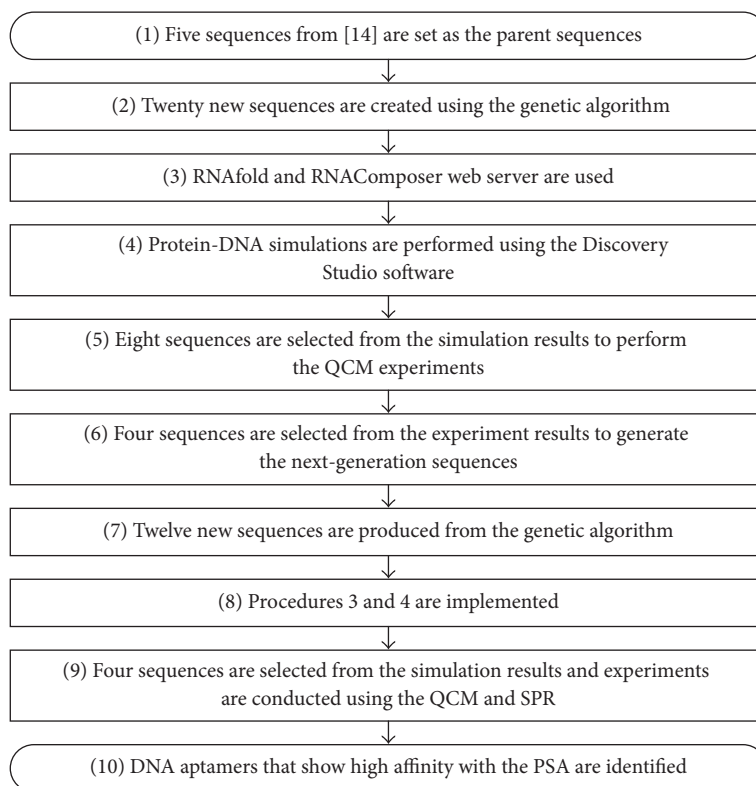 (1) Five sequences from [14] are set as the parent sequences
(2) Twenty new sequences are created using the genetic algorithm
(3) RNAfold and RNAComposer web server are used
(4) Protein-DNA simulations are performed using the Discovery
Studio software
(5) Eight sequences are selected from the simulation results to perform
the QCM experiments
(6) Four sequences are selected from the experiment results to generate
the next-generation sequences
(7) Twelve new sequences are produced from the genetic algorithm
(8) Procedures 3 and 4 are implemented
(9) Four sequences are selected from the simulation results and experiments
are conducted using the QCM and SPR
(10) DNA aptamers that show high affinity with the PSA are identified